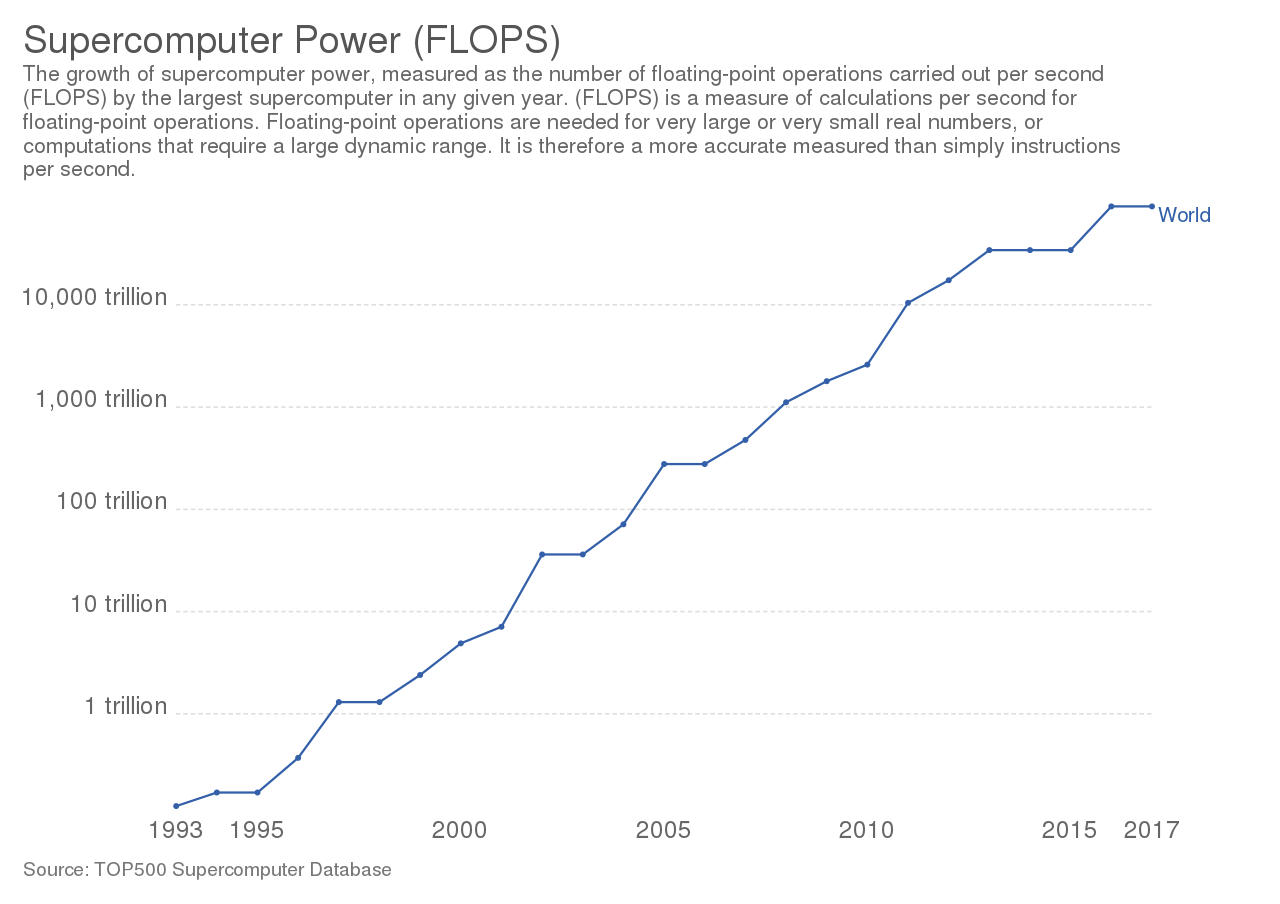 Supercomputer Power (FLOPS)
The growth of supercomputer power, measured as the number of floating-point operations carried out per second
(FLOPS) by the largest supercomputer in any given year. (FLOPS) is a measure of calculations per second for
floating-point operations. Floating-point operations are needed for very large or very small real numbers, or
computations that require a large dynamic range. It is therefore a more accurate measured than simply instructions
per second.
World
10,000 trillion
1,000 trillion
100 trillion
10 trillion
1 trillion
1993 1995 2000 2005 2010 2015 2017
Source: TOP500 Supercomputer Database